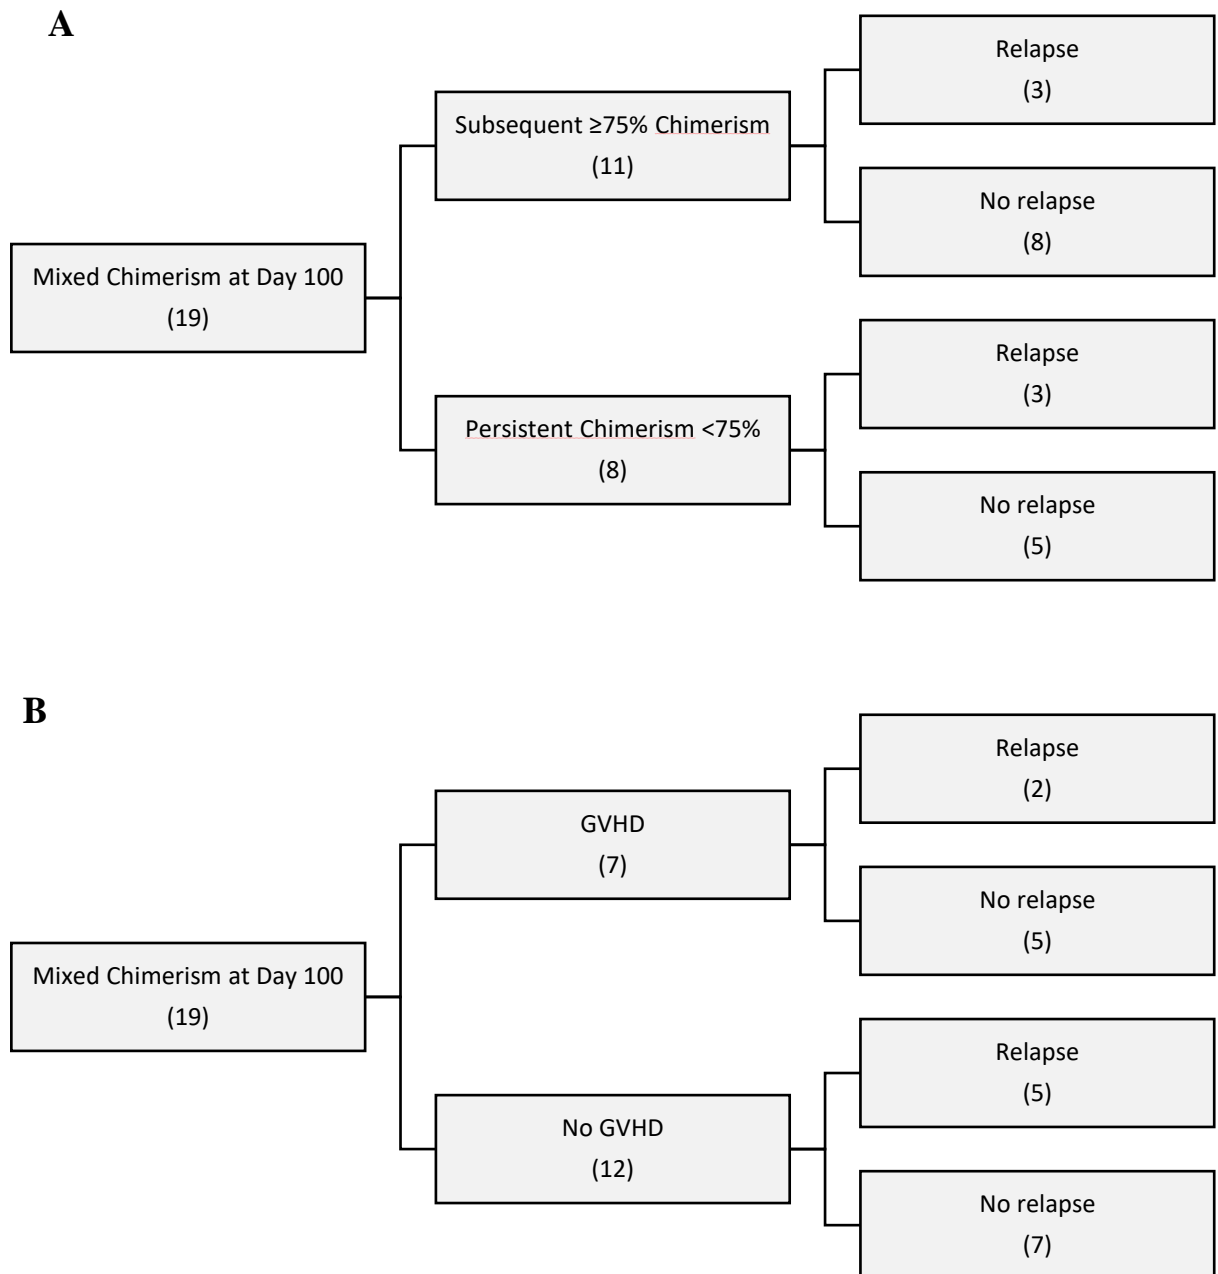 A
Mixed Chimerism at Day 100
(19)
Subsequent ≥75% Chimerism
(11)
Relapse
(3)
No relapse
(8)
Persistent Chimerism <75%
(8)
Relapse
(3)
No relapse
(5)
B
Mixed Chimerism at Day 100
(19)
GVHD
(7)
Relapse
(2)
No relapse
(5)
No GVHD
(12)
Relapse
(5)
No relapse
(7)